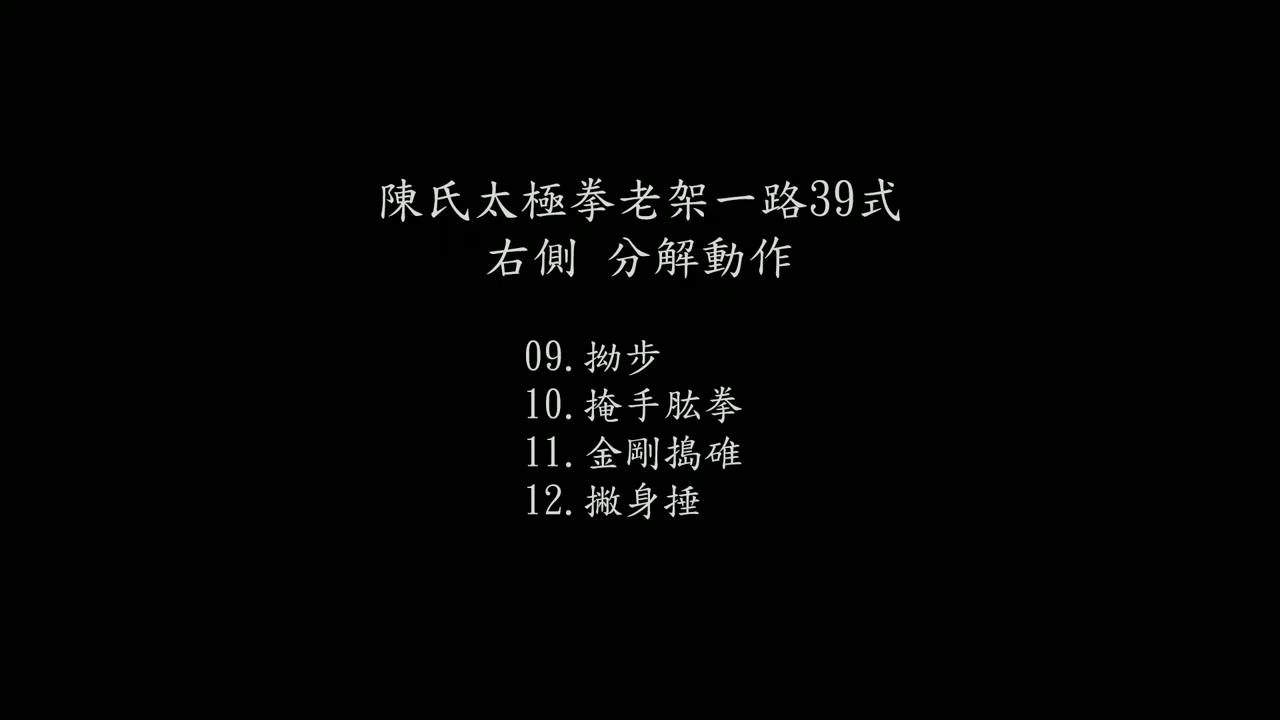 陳氏太極拳老架一路39式
右側 分解動作
09.拗步
10.掩手肱拳
11.金剛搗碓
12.撇身捶